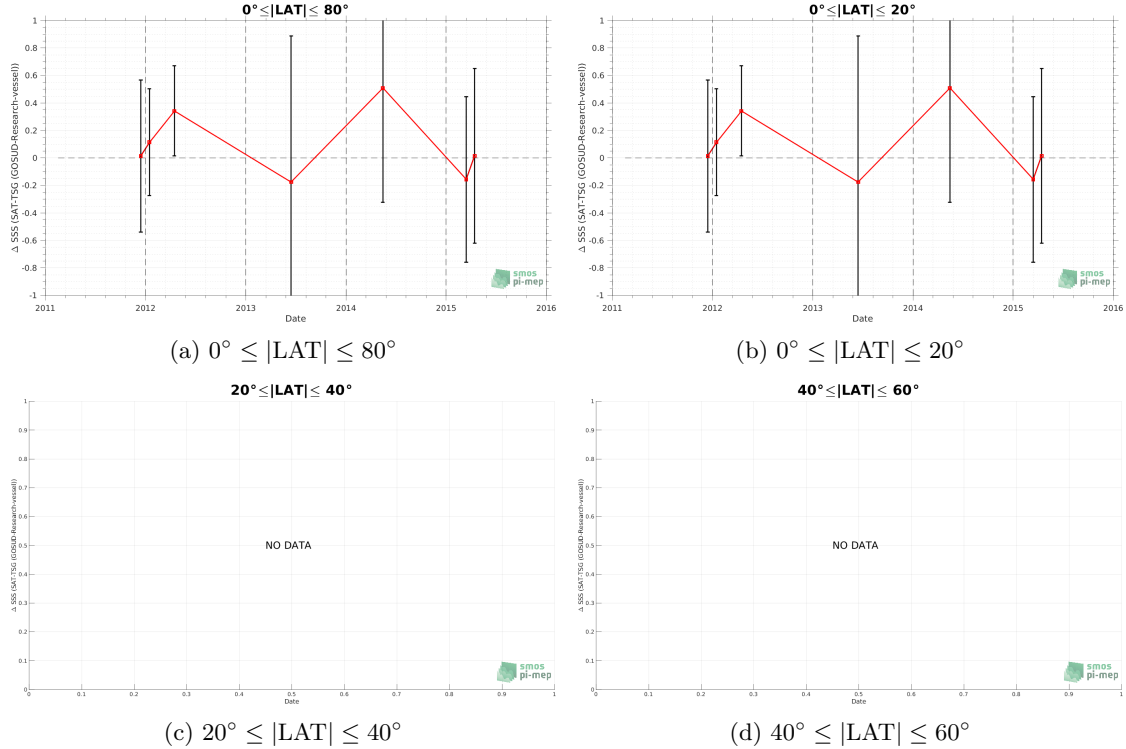 0°≤|LAT|≤ 80°
Δ SSS (SAT-TSG (GOSUD-Research-vessel))
1
0.8
0.6
0.4
0.2
0
-0.2
-0.4
-0.6
-0.8
-1
2011 2012 2013 2014 2015 2016
Date
smos
pi-mep
(a) 0° ≤ |LAT| ≤ 80°
0°≤|LAT|≤ 20°
Δ SSS (SAT-TSG (GOSUD-Research-vessel))
1
0.8
0.6
0.4
0.2
0
-0.2
-0.4
-0.6
-0.8
-1
2011 2012 2013 2014 2015 2016
Date
smos
pi-mep
(b) 0° ≤ |LAT| ≤ 20°
20°≤|LAT|≤ 40°
Δ SSS (SAT-TSG (GOSUD-Research-vessel))
1
0.9
0.8
0.7
0.6
0.5
0.4
0.3
0.2
0.1
0
NO DATA
0 0.1 0.2 0.3 0.4 0.5 0.6 0.7 0.8 0.9 1
Date
smos
pi-mep
(c) 20° ≤ |LAT| ≤ 40°
40°≤|LAT|≤ 60°
Δ SSS (SAT-TSG (GOSUD-Research-vessel))
1
0.9
0.8
0.7
0.6
0.5
0.4
0.3
0.2
0.1
0
NO DATA
0 0.1 0.2 0.3 0.4 0.5 0.6 0.7 0.8 0.9 1
Date
smos
pi-mep
(d) 40° ≤ |LAT| ≤ 60°